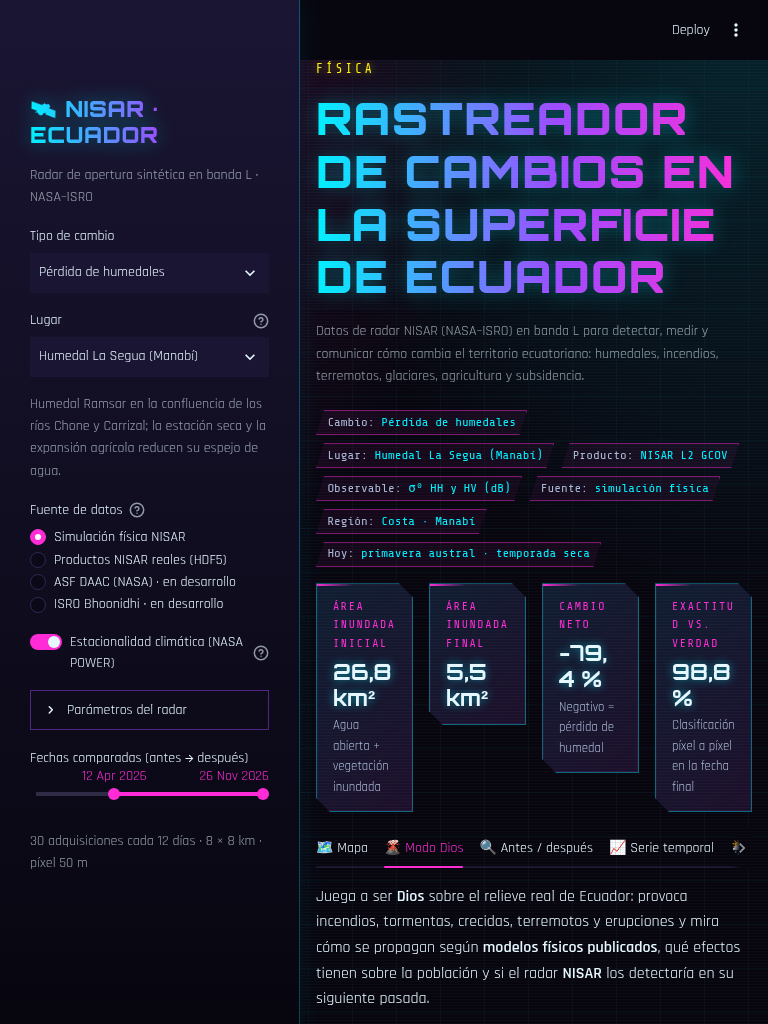 Deploy
🛰️ NISAR ·
ECUADOR
Radar de apertura sintética en banda L ·
NASA–ISRO
Tipo de cambio
Pérdida de humedales
Lugar
Humedal La Segua (Manabí)
Humedal Ramsar en la confluencia de los
ríos Chone y Carrizal; la estación seca y la
expansión agrícola reducen su espejo de
agua.
Fuente de datos
Simulación física NISAR
Productos NISAR reales (HDF5)
ASF DAAC (NASA) · en desarrollo
ISRO Bhoonidhi · en desarrollo
Estacionalidad climática (NASA
POWER)
Parámetros del radar
Fechas comparadas (antes → después)
12 Apr 2026 26 Nov 2026
30 adquisiciones cada 12 días · 8 × 8 km ·
píxel 50 m
FÍSICA
RASTREADOR
DE CAMBIOS EN
LA SUPERFICIE
DE ECUADOR
Datos de radar NISAR (NASA–ISRO) en banda L para detectar, medir y
comunicar cómo cambia el territorio ecuatoriano: humedales, incendios,
terremotos, glaciares, agricultura y subsidencia.
Cambio: Pérdida de humedales
Lugar: Humedal La Segua (Manabí) Producto: NISAR L2 GCOV
Observable: σ⁰ HH y HV (dB) Fuente: simulación física
Región: Costa · Manabí
Hoy: primavera austral · temporada seca
ÁREA
INUNDADA
INICIAL
26,8
km²
Agua
abierta +
vegetación
inundada
ÁREA
INUNDADA
FINAL
5,5
km²
CAMBIO
NETO
-79,
4 %
Negativo =
pérdida de
humedal
EXACTITU
D VS.
VERDAD
98,8
%
Clasificación
píxel a píxel
en la fecha
final
🗺️ Mapa 🌋 Modo Dios 🔍 Antes / después 📈 Serie temporal
Juega a ser Dios sobre el relieve real de Ecuador: provoca
incendios, tormentas, crecidas, terremotos y erupciones y mira
cómo se propagan según modelos físicos publicados, qué efectos
tienen sobre la población y si el radar NISAR los detectaría en su
siguiente pasada.